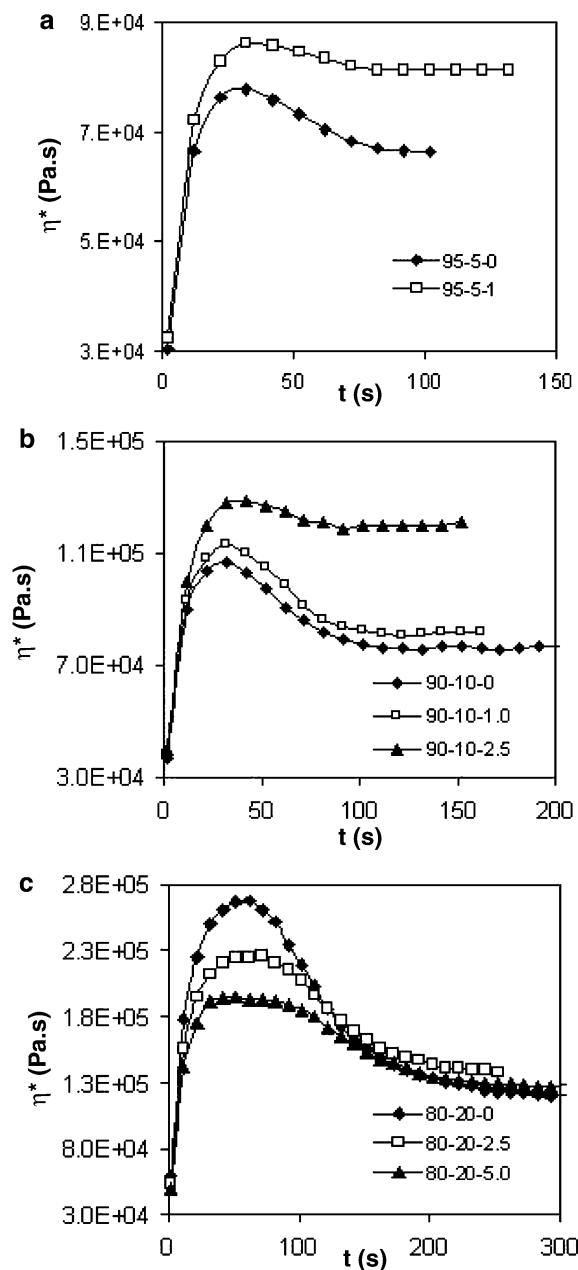 a
9.E+04
7.E+04
5.E+04
3.E+04
η* (Pa.s)
95-5-0
95-5-1
0
50
100
150
t (s)
b
1.5E+05
1.1E+05
7.0E+04
3.0E+04
η* (Pa.s)
90-10-0
90-10-1.0
90-10-2.5
0
50
100
150
200
t (s)
c
2.8E+05
2.3E+05
1.8E+05
1.3E+05
8.0E+04
3.0E+04
η* (Pa.s)
80-20-0
80-20-2.5
80-20-5.0
0
100
200
300
t (s)